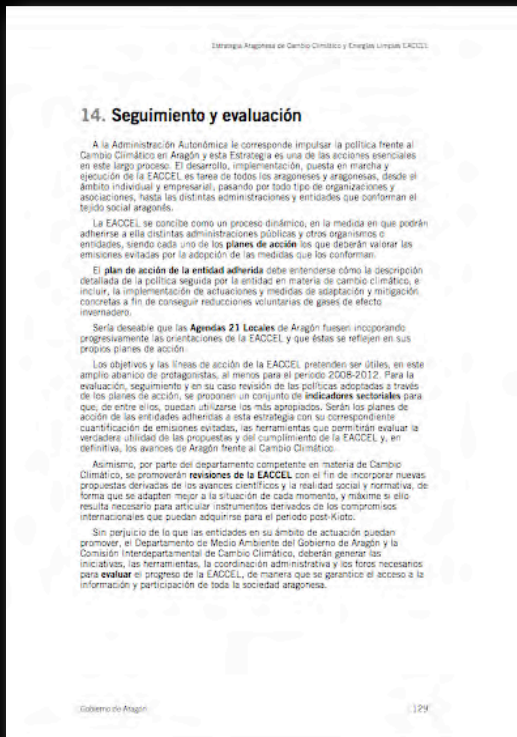 Estrategia Aragonesa de Cambio Climático y Energías Limpias EACCEL
14. Seguimiento y evaluación
A la Administración Autonómica le corresponde impulsar la política frente al
Cambio Climático en Aragón y esta Estrategia es una de las acciones esenciales
en este largo proceso. El desarrollo, implementación, puesta en marcha y
ejecución de la EACCEL es tarea de todos los aragoneses y aragonesas, desde el
ámbito individual y empresarial, pasando por todo tipo de organizaciones y
asociaciones, hasta las distintas administraciones y entidades que conforman el
tejido social aragonés.
La EACCEL se concibe como un proceso dinámico, en la medida en que podrán
adherirse a ella distintas administraciones públicas y otros organismos o
entidades, siendo cada uno de los planes de acción los que deberán valorar las
emisiones evitadas por la adopción de las medidas que los conforman.
El plan de acción de la entidad adherida debe entenderse cómo la descripción
detallada de la política seguida por la entidad en materia de cambio climático, e
incluir, la implementación de actuaciones y medidas de adaptación y mitigación
concretas a fin de conseguir reducciones voluntarias de gases de efecto
invernadero.
Sería deseable que las Agendas 21 Locales de Aragón fuesen incoporando
progresivamente las orientaciones de la EACCEL y que éstas se reflejen en sus
propios planes de acción.
Los objetivos y las líneas de acción de la EACCEL pretenden ser útiles, en este
amplio abanico de protagonistas, al menos para el periodo 2008-2012. Para la
evaluación, seguimiento y en su caso revisión de las políticas adoptadas a través
de los planes de acción, se proponen un conjunto de indicadores sectoriales para
que, de entre ellos, puedan utilizarse los más apropiados. Serán los planes de
acción de las entidades adheridas a esta estrategia con su correspondiente
cuantificación de emisiones evitadas, las herramientas que permitirán evaluar la
verdadera utilidad de las propuestas y del cumplimiento de la EACCEL y, en
definitiva, los avances de Aragón frente al Cambio Climático.
Asimismo, por parte del departamento competente en materia de Cambio
Climático, se promoverán revisiones de la EACCEL con el fin de incorporar nuevas
propuestas derivadas de los avances científicos y la realidad social y normativa, de
forma que se adapten mejor a la situación de cada momento, y máxime si ello
resulta necesario para articular instrumentos derivados de los compromisos
internacionales que puedan adquirirse para el periodo post-Kioto.
Sin perjuicio de lo que las entidades en su ámbito de actuación puedan
promover, el Departamento de Medio Ambiente del Gobierno de Aragón y la
Comisión Interdepartamental de Cambio Climático, deberán generar las
iniciativas, las herramientas, la coordinación administrativa y los foros necesarios
para evaluar el progreso de la EACCEL, de manera que se garantice el acceso a la
información y participación de toda la sociedad aragonesa.
Gobierno de Aragón
129